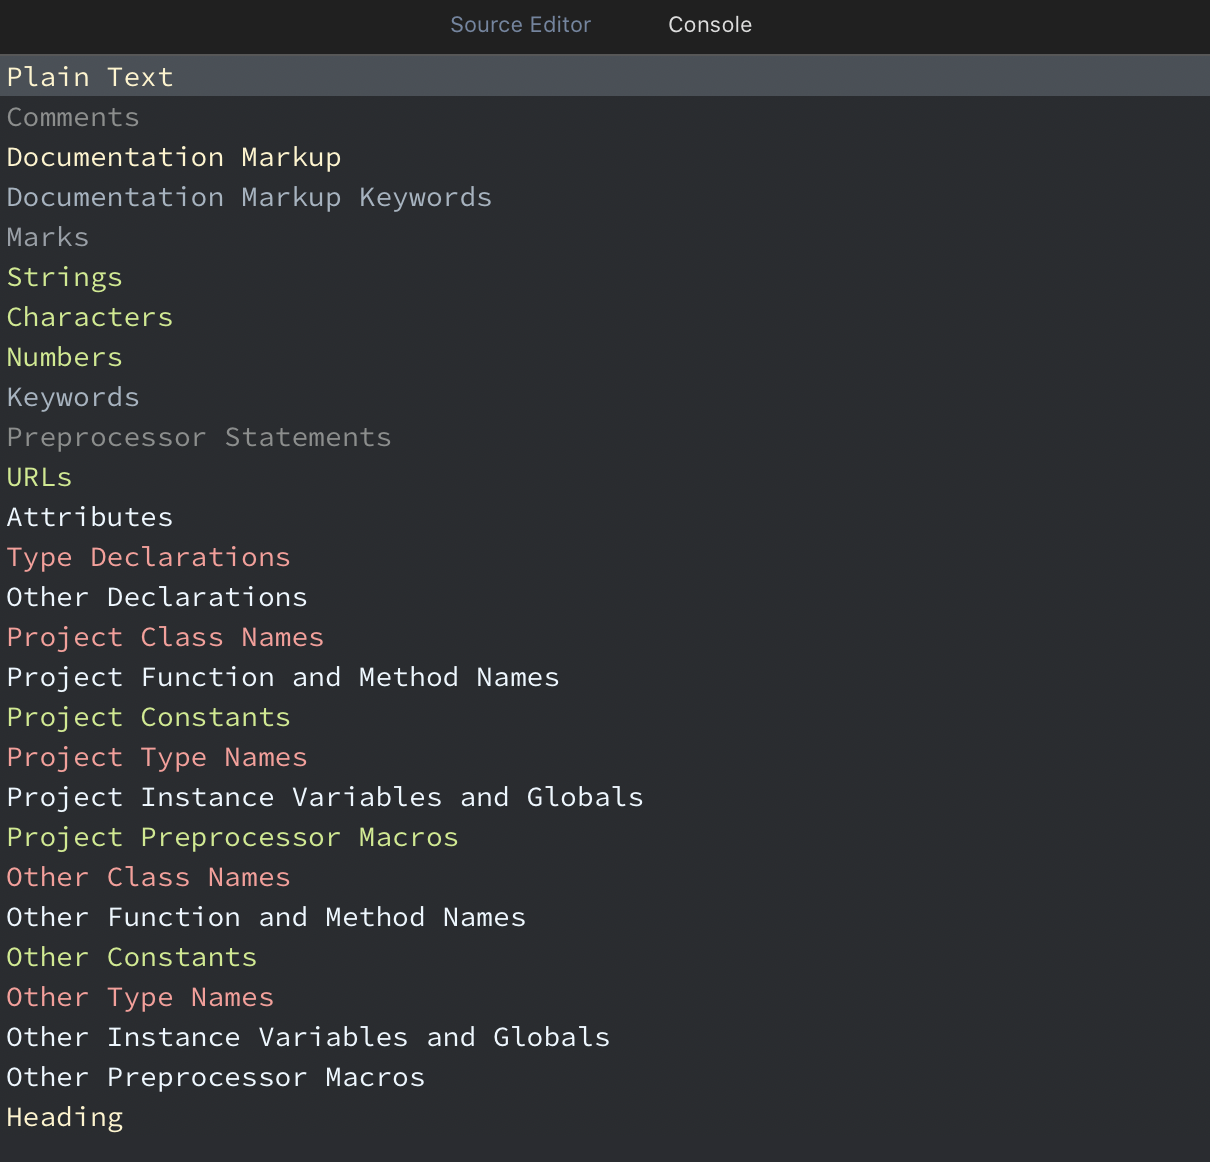 Source Editor Console
Plain Text
Comments
Documentation Markup
Documentation Markup Keywords
Marks
Strings
Characters
Numbers
Keywords
Preprocessor Statements
URLs
Attributes
Type Declarations
Other Declarations
Project Class Names
Project Function and Method Names
Project Constants
Project Type Names
Project Instance Variables and Globals
Project Preprocessor Macros
Other Class Names
Other Function and Method Names
Other Constants
Other Type Names
Other Instance Variables and Globals
Other Preprocessor Macros
Heading